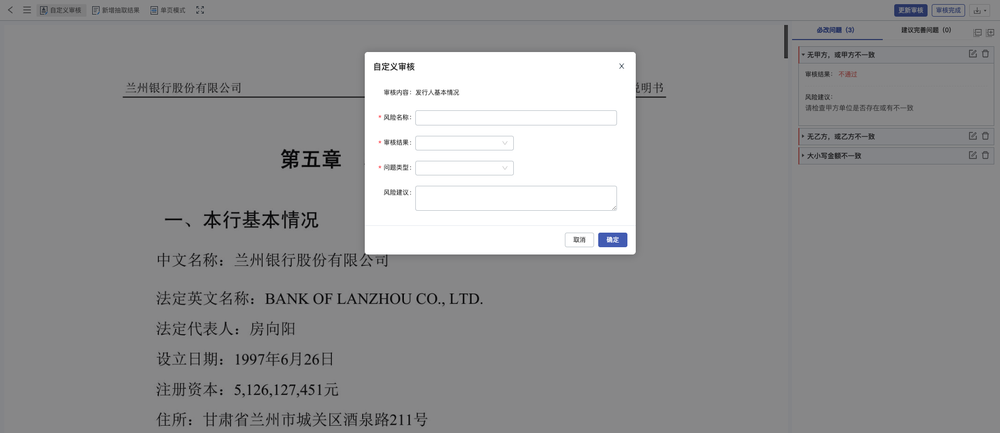 自定义审核 新增抽取结果 单页模式 更新审核 审核完成
必改问题（3） 建议完善问题（0）
无甲方，或甲方不一致
审核结果： 不通过
风险建议：
请检查甲方单位是否存在或有不一致
无乙方，或乙方不一致
大小写金额不一致
自定义审核
审核内容：发行人基本情况
* 风险名称：
* 审核结果：
* 问题类型：
风险建议：
取消 确定
兰州银行股份有限公司 说明书
第五章
一、本行基本情况
中文名称：兰州银行股份有限公司
法定英文名称：BANK OF LANZHOU CO., LTD.
法定代表人：房向阳
设立日期：1997年6月26日
注册资本：5,126,127,451元
住所：甘肃省兰州市城关区酒泉路211号